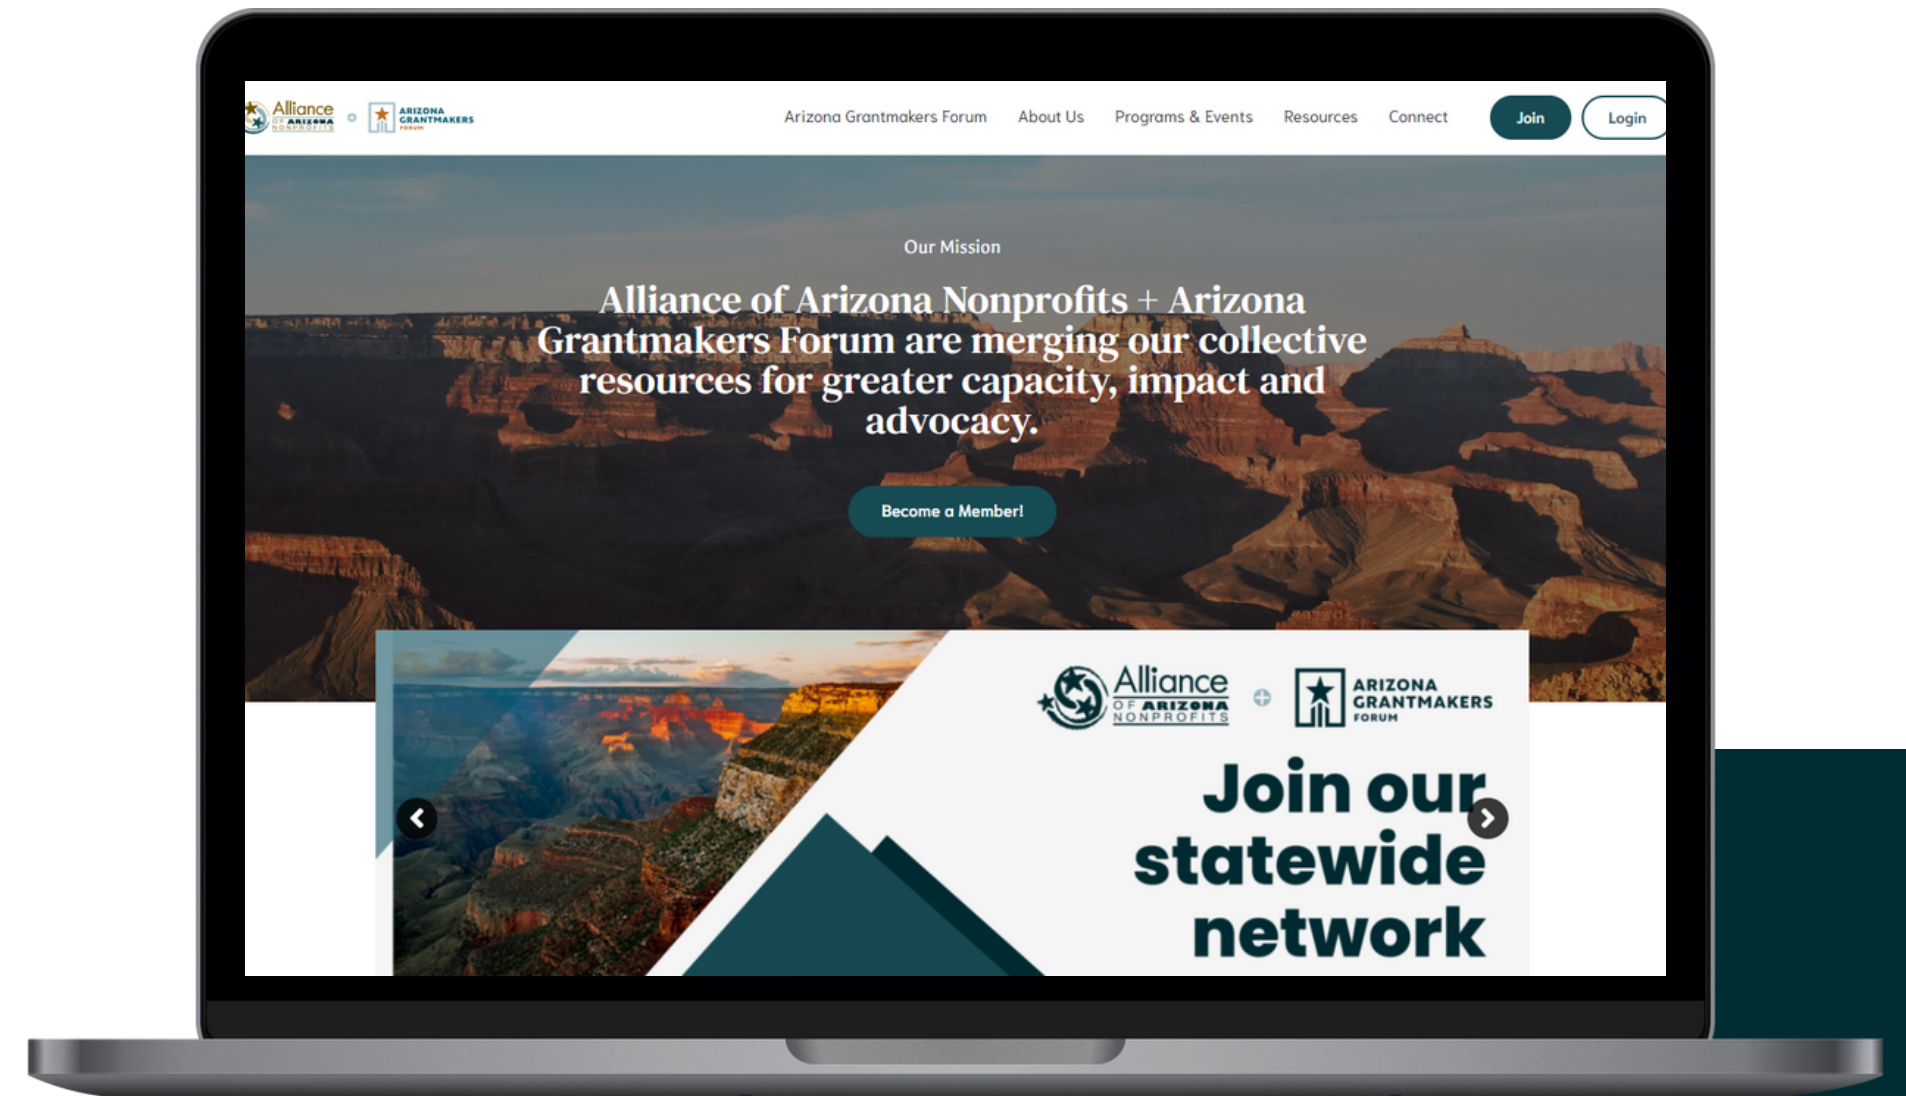 Alliance
OF ARIZONA
NONPROFITS
+
ARIZONA
GRANTMAKERS
FORUM
Arizona Grantmakers Forum
About Us
Programs & Events
Resources
Connect
Join
Login
Our Mission
Alliance of Arizona Nonprofits + Arizona
Grantmakers Forum are merging our collective
resources for greater capacity, impact and
advocacy.
Become a Member!
Alliance
OF ARIZONA
NONPROFITS
+
ARIZONA
GRANTMAKERS
FORUM
Join our
statewide
network